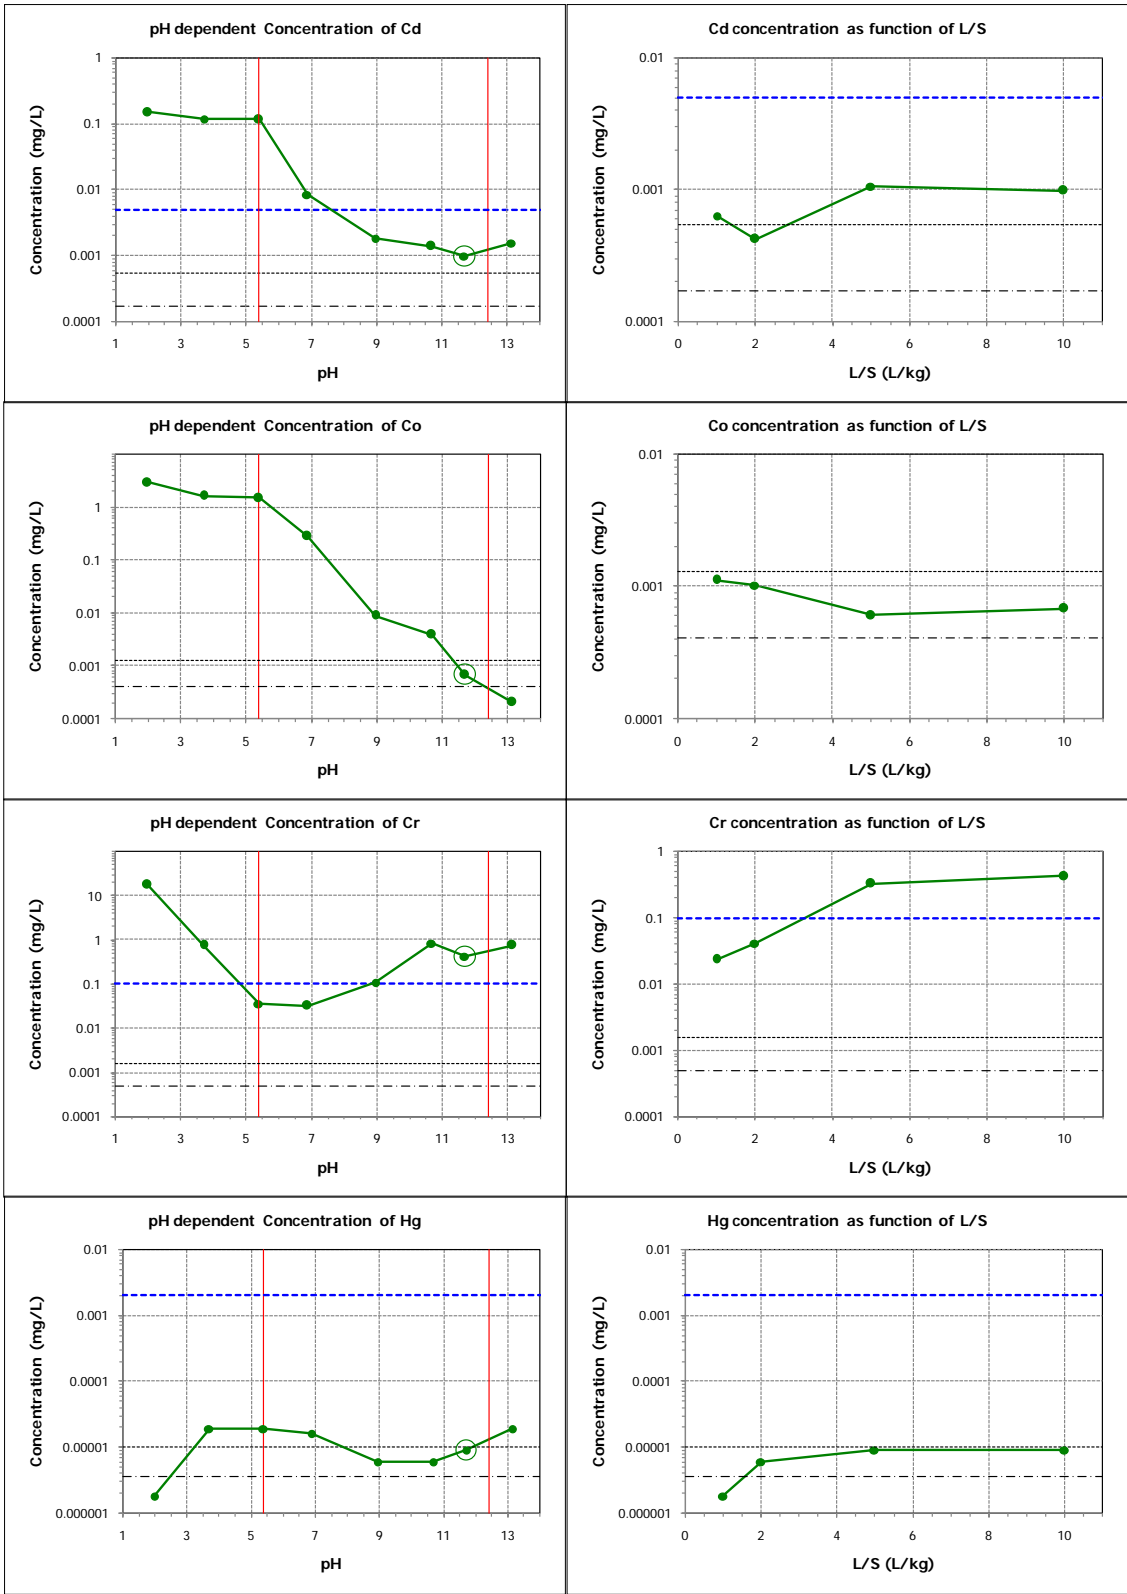 pH dependent Concentration of Cd
Concentration (mg/L)
1
0.1
0.01
0.001
0.0001
1 3 5 7 9 11 13
pH
Cd concentration as function of L/S
Concentration (mg/L)
0.01
0.001
0.0001
0 2 4 6 8 10
L/S (L/kg)
pH dependent Concentration of Co
Concentration (mg/L)
1
0.1
0.01
0.001
0.0001
1 3 5 7 9 11 13
pH
Co concentration as function of L/S
Concentration (mg/L)
0.01
0.001
0.0001
0 2 4 6 8 10
L/S (L/kg)
pH dependent Concentration of Cr
Concentration (mg/L)
10
1
0.1
0.01
0.001
0.0001
1 3 5 7 9 11 13
pH
Cr concentration as function of L/S
Concentration (mg/L)
1
0.1
0.01
0.001
0.0001
0 2 4 6 8 10
L/S (L/kg)
pH dependent Concentration of Hg
Concentration (mg/L)
0.01
0.001
0.0001
0.00001
0.000001
1 3 5 7 9 11 13
pH
Hg concentration as function of L/S
Concentration (mg/L)
0.01
0.001
0.0001
0.00001
0.000001
0 2 4 6 8 10
L/S (L/kg)